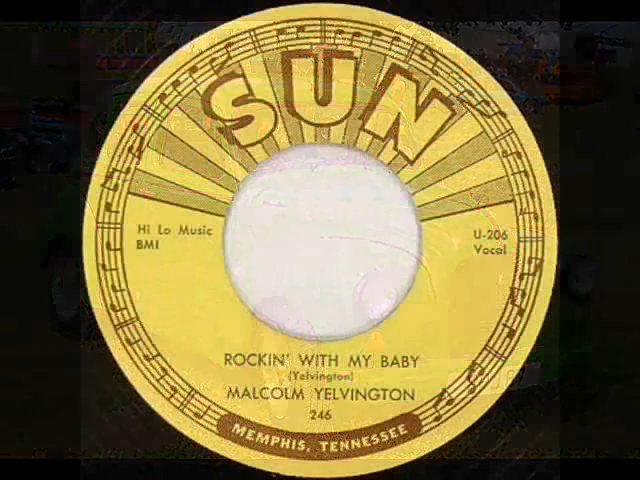 SUN
Hi Lo Music
BMI
U-206
Vocal
ROCKIN' WITH MY BABY
(Yelvington)
MALCOLM YELVINGTON
246
MEMPHIS, TENNESSEE